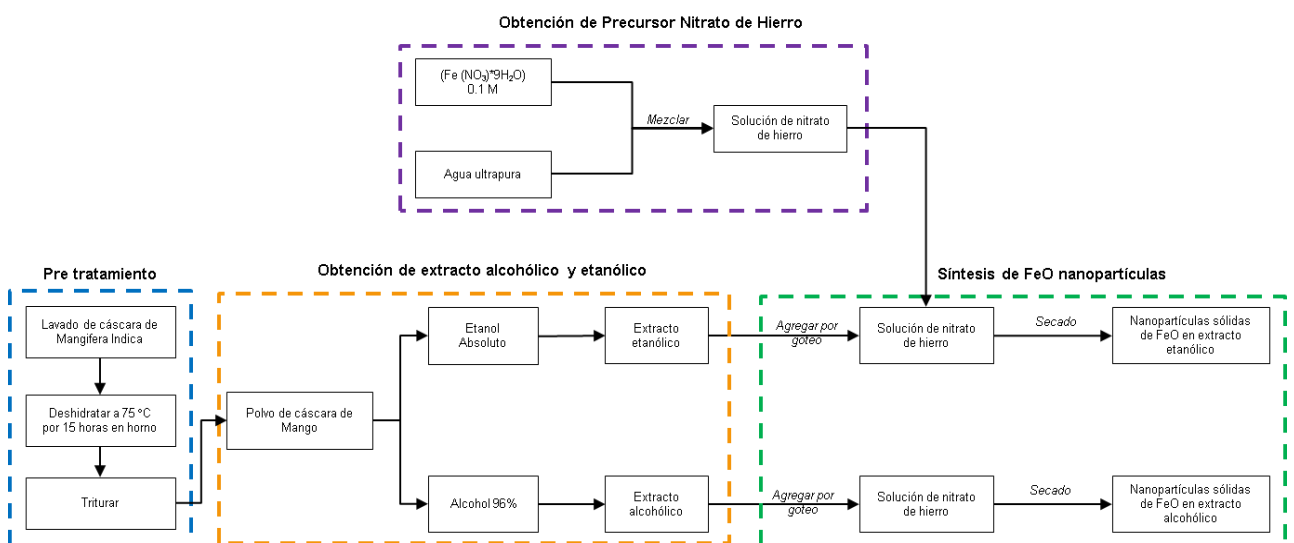 Obtención de Precursor Nitrato de Hierro
(Fe (NO₃)*9H₂O)
0.1 M
Agua ultrapura
Mezclar
Solución de nitrato
de hierro
Pre tratamiento
Lavado de cáscara de
Mangifera Indica
Deshidratar a 75 °C
por 15 horas en horno
Triturar
Obtención de extracto alcohólico y etanólico
Polvo de cáscara de
Mango
Etanol
Absoluto
Extracto
etanólico
Alcohol 96%
Extracto
alcohólico
Síntesis de FeO nanopartículas
Agregar por
goteo
Solución de nitrato
de hierro
Secado
Nanopartículas sólidas
de FeO en extracto
etanólico
Agregar por
goteo
Solución de nitrato
de hierro
Secado
Nanopartículas sólidas
de FeO en extracto
alcohólico